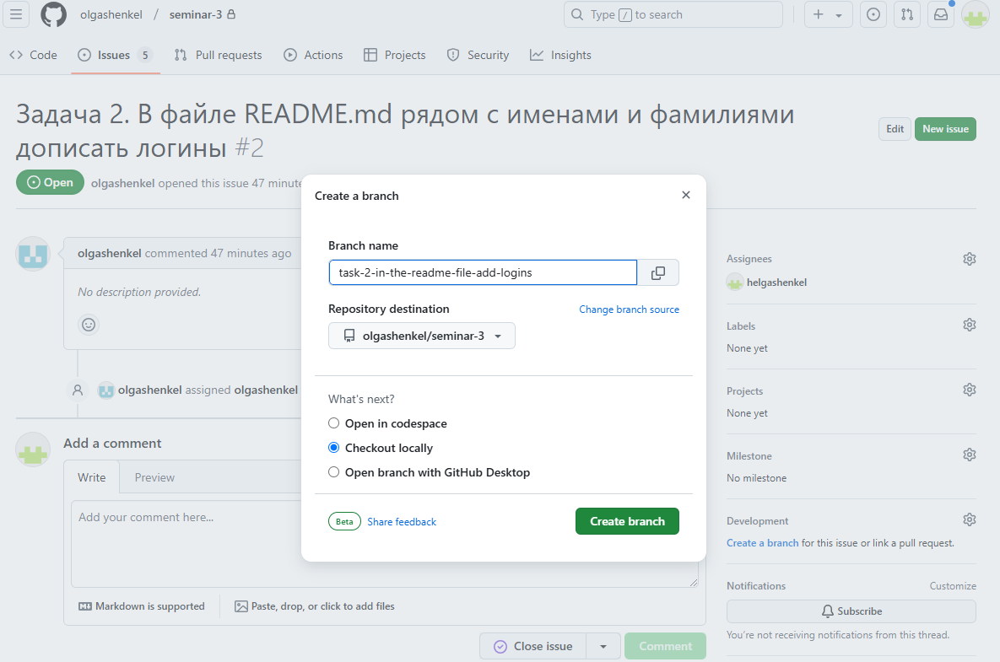 olgashenkel / seminar-3
Type / to search
Code
Issues 5
Pull requests
Actions
Projects
Security
Insights
Задача 2. В файле README.md рядом с именами и фамилиями
дописать логины #2
Edit
New issue
Open
olgashenkel opened this issue 47 minute
Create a branch
Branch name
task-2-in-the-readme-file-add-logins
Repository destination
Change branch source
olgashenkel/seminar-3
What's next?
Open in codespace
Checkout locally
Open branch with GitHub Desktop
Beta
Share feedback
Create branch
olgashenkel commented 47 minutes ago
No description provided.
olgashenkel assigned olgashenkel
Add a comment
Write
Preview
Add your comment here...
Markdown is supported
Paste, drop, or click to add files
Close issue
Comment
Assignees
helgashenkel
Labels
None yet
Projects
None yet
Milestone
No milestone
Development
Create a branch for this issue or link a pull request.
Notifications
Customize
Subscribe
You're not receiving notifications from this thread.